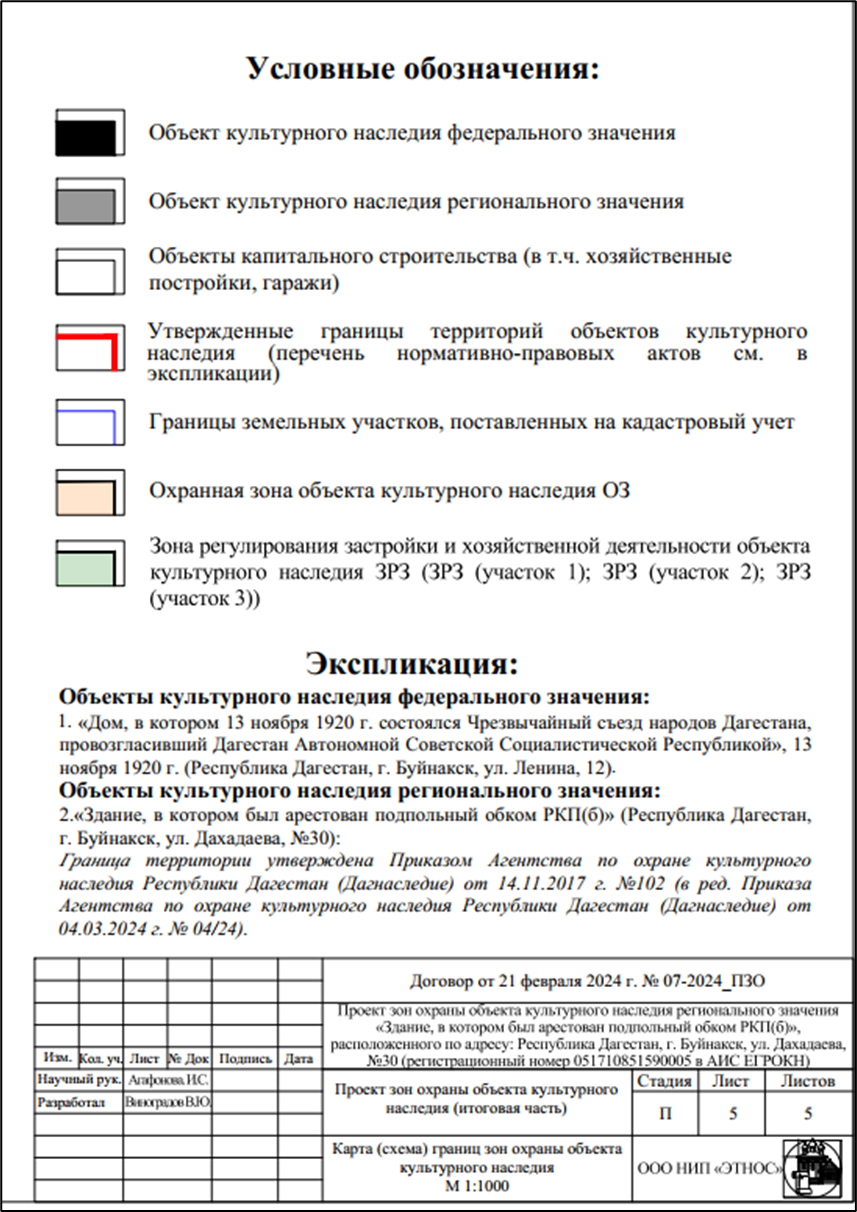 Условные обозначения:
Объект культурного наследия федерального значения
Объект культурного наследия регионального значения
Объекты капитального строительства (в т.ч. хозяйственные
постройки, гаражи)
Утвержденные границы территорий объектов культурного
наследия (перечень нормативно-правовых актов см. в
экспликации)
Границы земельных участков, поставленных на кадастровый учет
Охранная зона объекта культурного наследия ОЗ
Зона регулирования застройки и хозяйственной деятельности объекта
культурного наследия ЗРЗ (ЗРЗ (участок 1); ЗРЗ (участок 2); ЗРЗ
(участок 3))
Экспликация:
Объекты культурного наследия федерального значения:
1. «Дом, в котором 13 ноября 1920 г. состоялся Чрезвычайный съезд народов Дагестана,
провозгласивший Дагестан Автономной Советской Социалистической Республикой», 13
ноября 1920 г. (Республика Дагестан, г. Буйнакск, ул. Ленина, 12).
Объекты культурного наследия регионального значения:
2.«Здание, в котором был арестован подпольный обком РКП(б)» (Республика Дагестан,
г. Буйнакск, ул. Дахадаева, №30):
Граница территории утверждена Приказом Агентства по охране культурного
наследия Республики Дагестан (Дагнаследие) от 14.11.2017 г. №102 (в ред. Приказа
Агентства по охране культурного наследия Республики Дагестан (Дагнаследие) от
04.03.2024 г. № 04/24).
Договор от 21 февраля 2024 г. № 07-2024_ПЗО
Проект зон охраны объекта культурного наследия регионального значения
«Здание, в котором был арестован подпольный обком РКП(б)»,
расположенного по адресу: Республика Дагестан, г. Буйнакск, ул. Дахадаева,
№30 (регистрационный номер 051710851590005 в АИС ЕГРОКН)
Изм. Кол. уч. Лист № Док Подпись Дата
Научный рук. Агафонова. И.С.
Разработал Виноградов В.Ю.
Проект зон охраны объекта культурного
наследия (итоговая часть)
Стадия Лист Листов
П 5 5
Карта (схема) границ зон охраны объекта
культурного наследия
М 1:1000
ООО НИП «ЭТНОС»